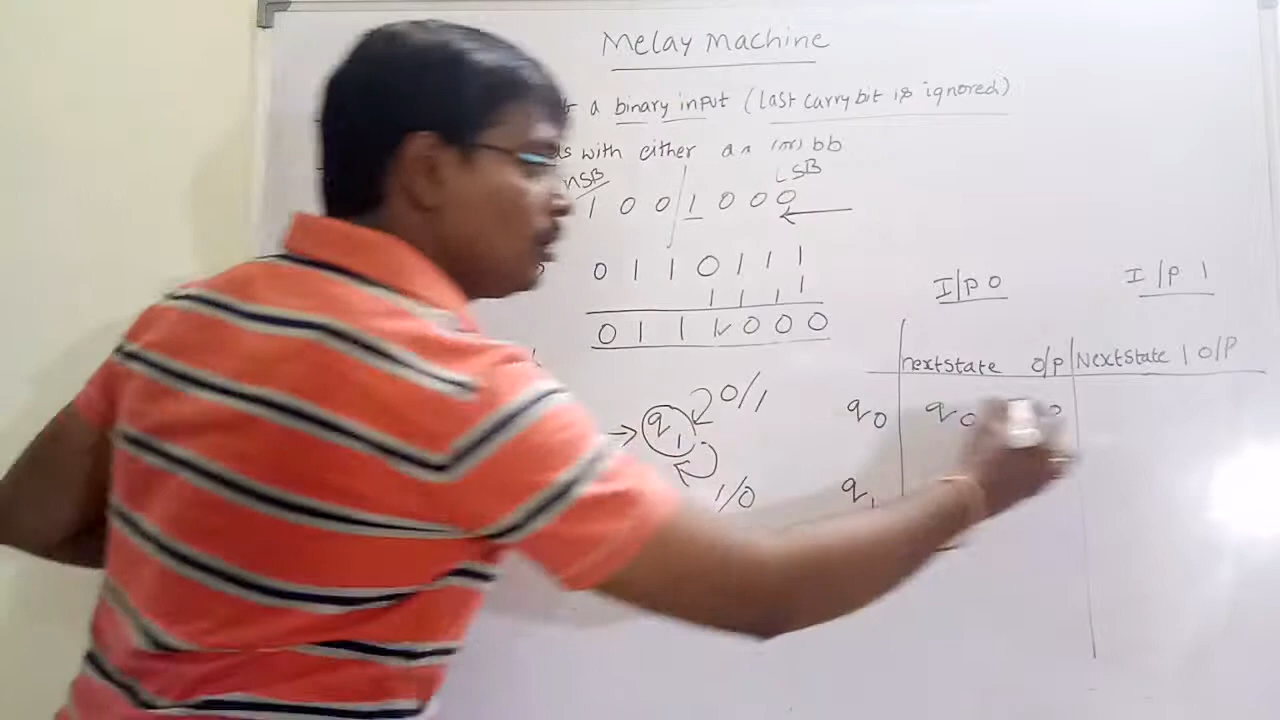 Melay Machine
a binary input (last carry bit is ignored)
with either aa (or) bb
MSB LSB
1 0 0 1 0 0 0
0 1 1 0 1 1 1
1 1 1 1
0 1 1 1 0 0 0
I/P 0 I/P 1
nextstate O/P NextState O/P
q1 0/1
1/0
q0 q0
q1